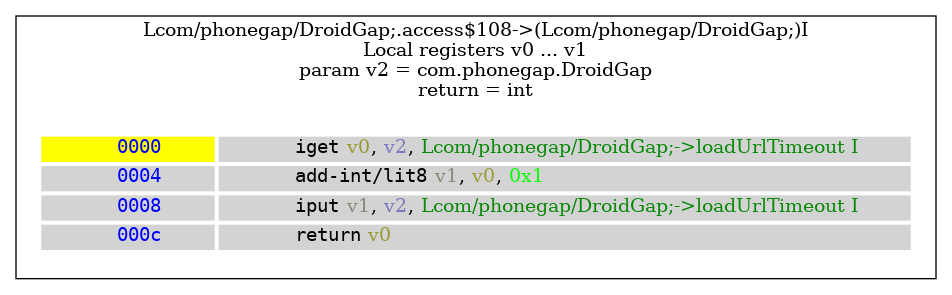 Lcom/phonegap/DroidGap;.access$108->(Lcom/phonegap/DroidGap;)I
Local registers v0 ... v1
param v2 = com.phonegap.DroidGap
return = int
0000 iget v0, v2, Lcom/phonegap/DroidGap;->loadUrlTimeout I
0004 add-int/lit8 v1, v0, 0x1
0008 iput v1, v2, Lcom/phonegap/DroidGap;->loadUrlTimeout I
000c return v0